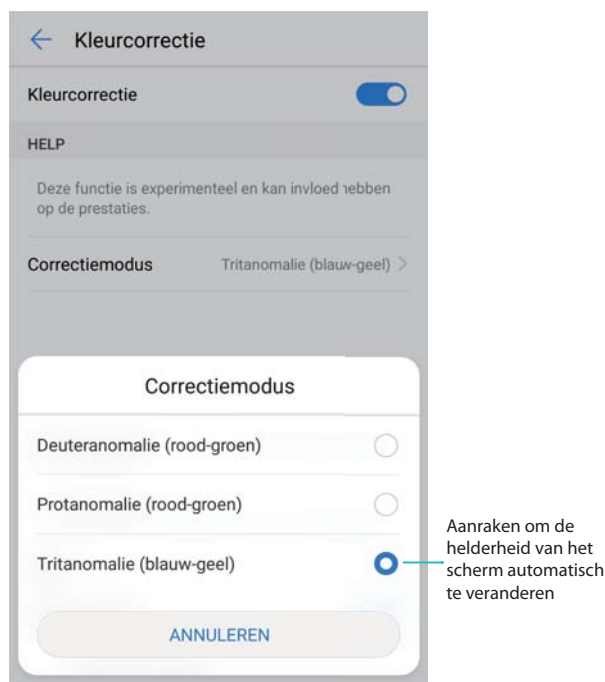 Kleurcorrectie
Kleurcorrectie
HELP
Deze functie is experimenteel en kan invloed hebben
op de prestaties.
Correctiemodus Tritanomalie (blauw-geel)
Correctiemodus
Deuteranomalie (rood-groen)
Protanomalie (rood-groen)
Tritanomalie (blauw-geel)
ANNULEREN
Aanraken om de
helderheid van het
scherm automatisch
te veranderen